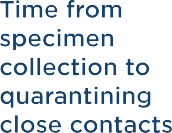 Time from
specimen
collection to
quarantining
close contacts